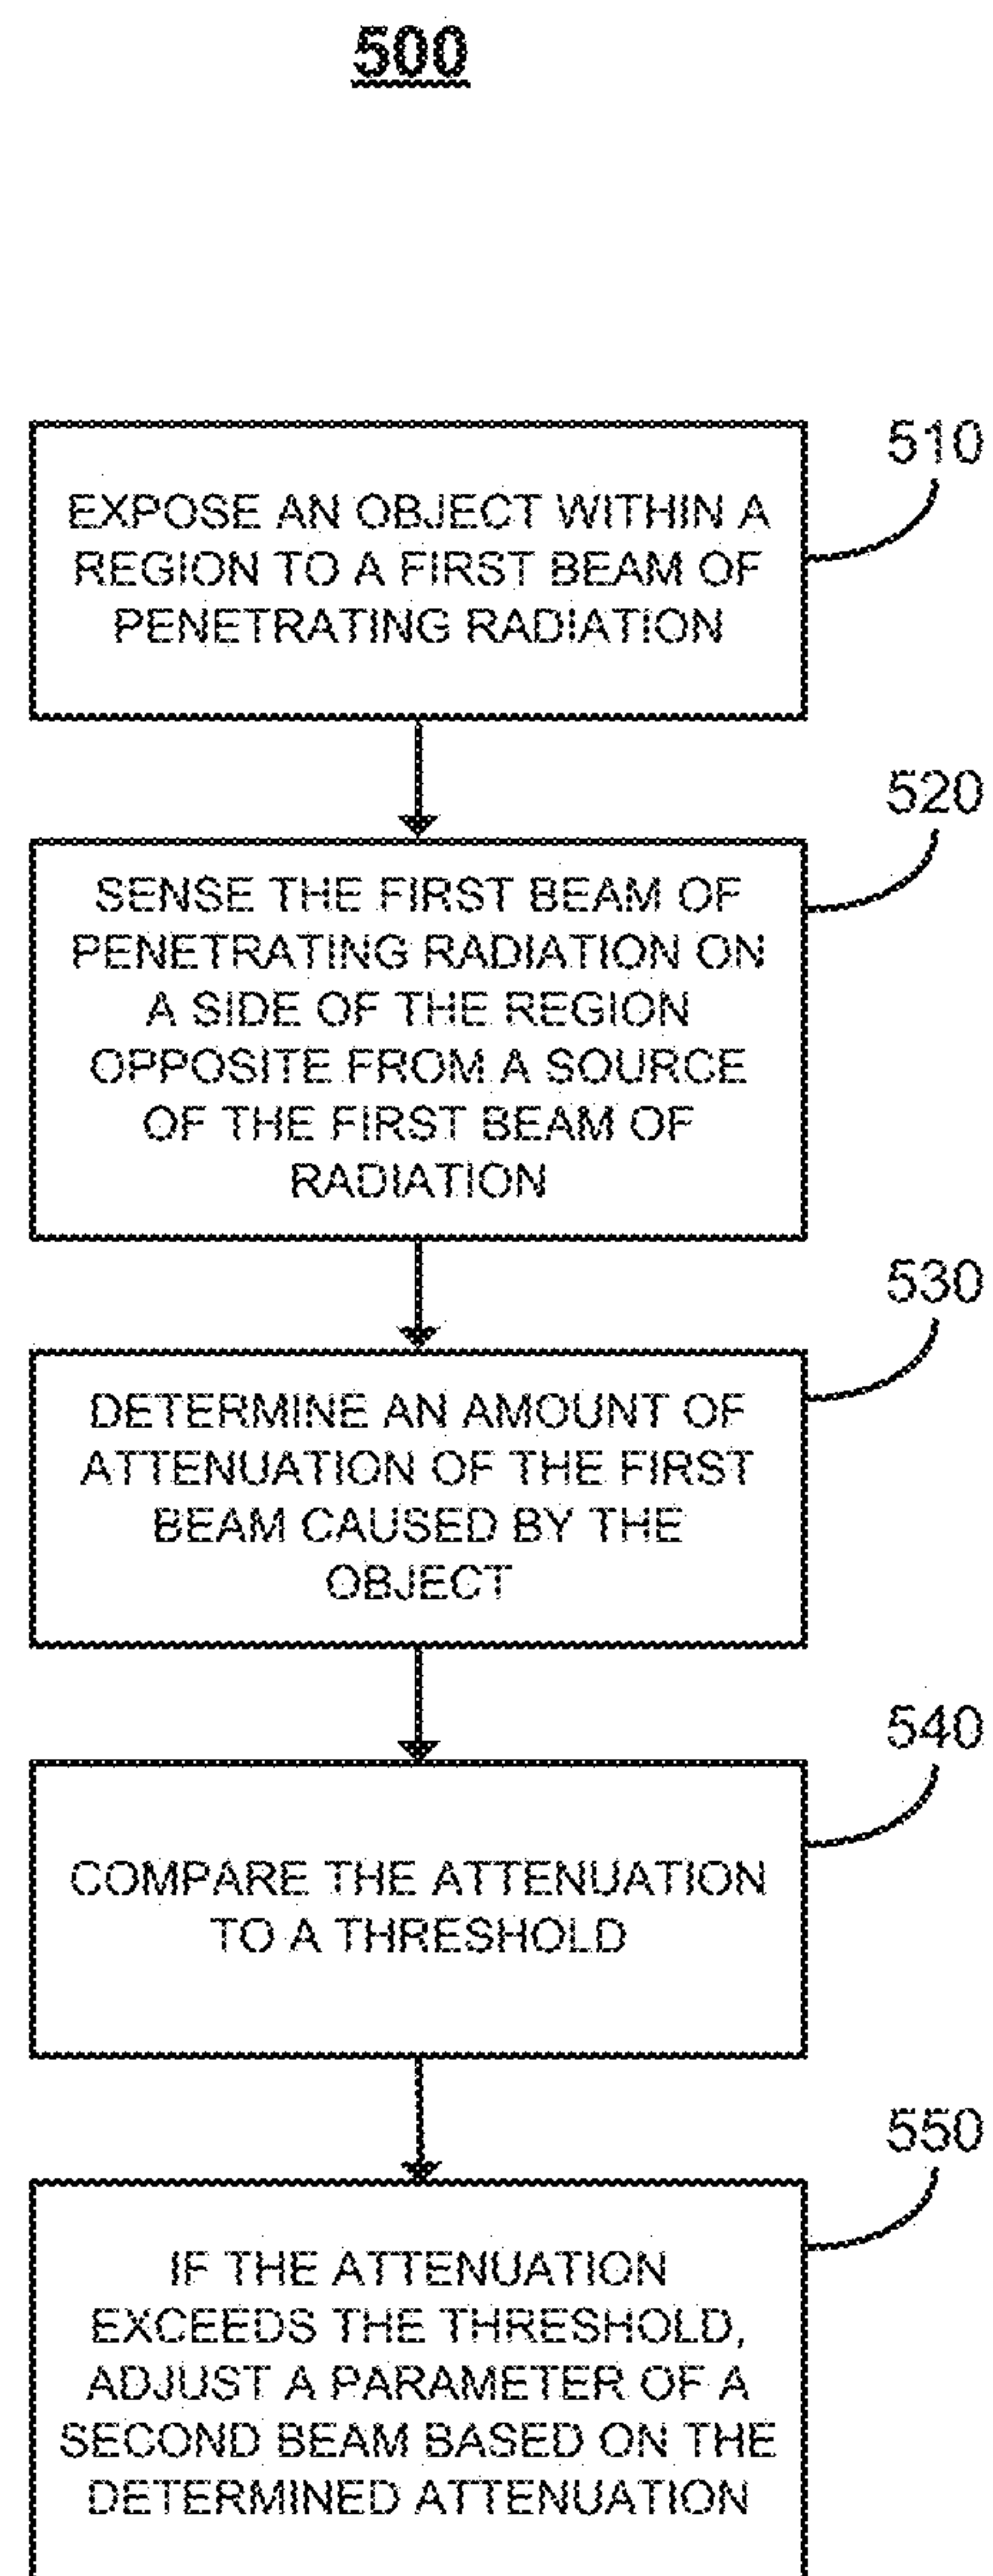 500
510
EXPOSE AN OBJECT WITHIN A
REGION TO A FIRST BEAM OF
PENETRATING RADIATION
520
SENSE THE FIRST BEAM OF
PENETRATING RADIATION ON
A SIDE OF THE REGION
OPPOSITE FROM A SOURCE
OF THE FIRST BEAM OF
RADIATION
530
DETERMINE AN AMOUNT OF
ATTENUATION OF THE FIRST
BEAM CAUSED BY THE
OBJECT
540
COMPARE THE ATTENUATION
TO A THRESHOLD
550
IF THE ATTENUATION
EXCEEDS THE THRESHOLD,
ADJUST A PARAMETER OF A
SECOND BEAM BASED ON THE
DETERMINED ATTENUATION